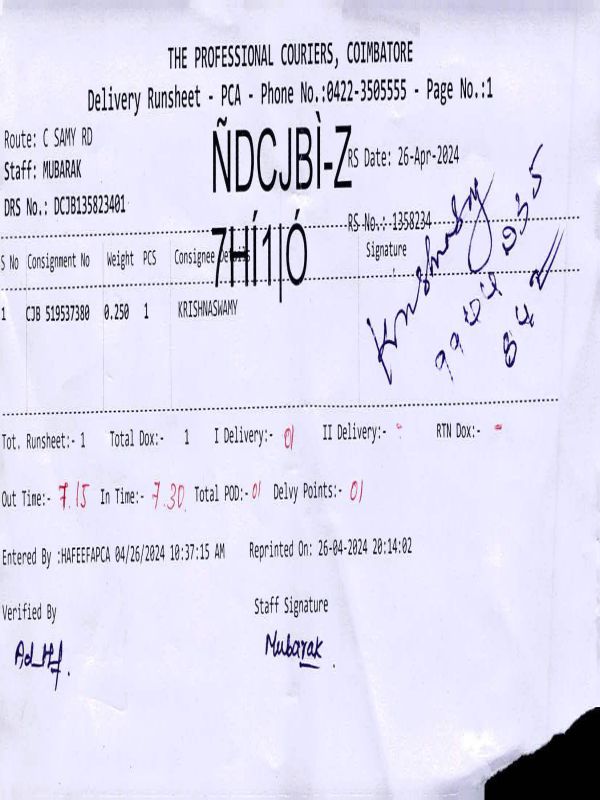 THE PROFESSIONAL COURIERS, COIMBATORE
Delivery Runsheet - PCA - Phone No.:0422-3505555 - Page No.:1
Route: C SAMY RD
ÑDCJBÌ-Z
RS Date: 26-Apr-2024
Staff: MUBARAK
DRS No.: DCJB135823401
7HÍ1|Ó
RS No.: 1358234
S No Consignment No Weight PCS Consignee Details Signature
1 CJB 519537380 0.250 1 KRISHNASWAMY
Krishnaswamy
9944 035
842
Tot. Runsheet:- 1 Total Dox:- 1 I Delivery:- 01 II Delivery:- - RTN Dox:- -
Out Time:- 7.15 In Time:- 7.30 Total POD:- 01 Delvy Points:- 01
Entered By :HAFEEFAPCA 04/26/2024 10:37:15 AM Reprinted On: 26-04-2024 20:14:02
Verified By Staff Signature
Mubarak